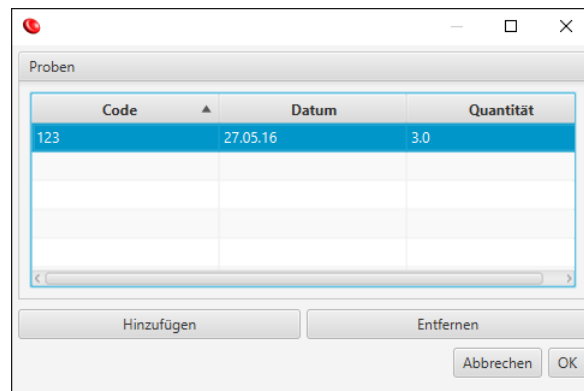 Proben
Code Datum Quantität
123 27.05.16 3.0
Hinzufügen Entfernen
Abbrechen OK